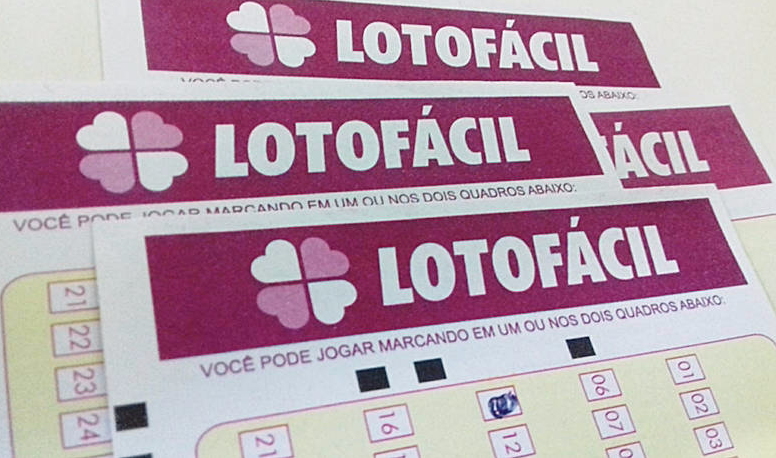 LOTOFÁCIL
ABAIXO:
LOTOFÁCIL
ÁCIL
VOCÊ PODE JOGAR MARCANDO EM UM OU NOS DOIS QUADROS ABAIXO:
LOTOFÁCIL
VOCÊ PODE JOGAR MARCANDO EM UM OU NOS DOIS QUADROS ABAIXO:
21
22
23
24
21
16
12
06
07
01
02
03